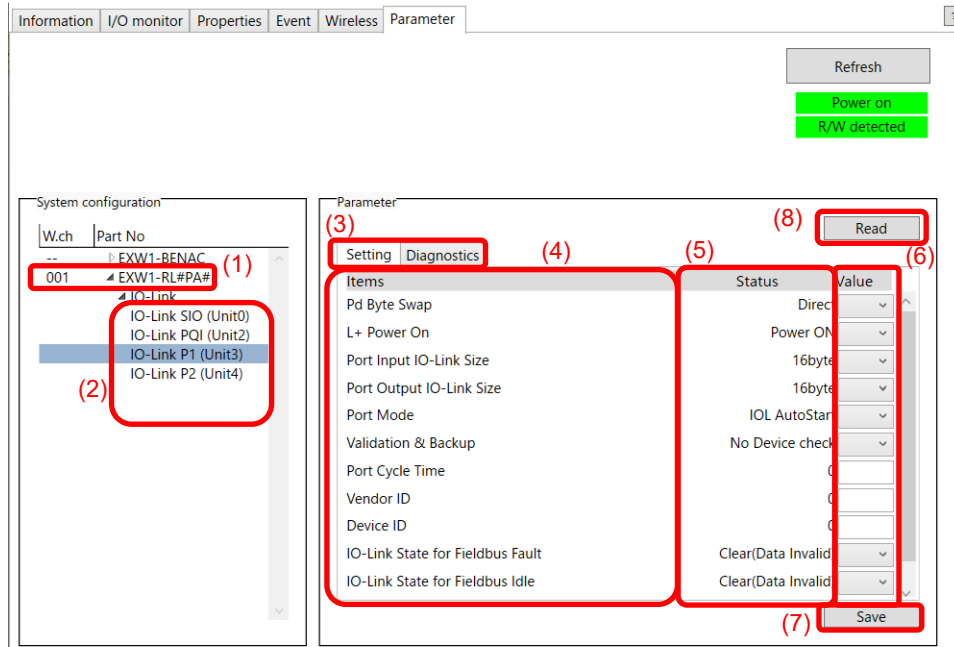 Information I/O monitor Properties Event Wireless Parameter
Refresh
Power on
R/W detected
System configuration
W.ch Part No
-- EXW1-BENAC
001 EXW1-RL#PA# (1)
IO-Link
IO-Link SIO (Unit0)
IO-Link PQI (Unit2)
IO-Link P1 (Unit3)
IO-Link P2 (Unit4)
(2)
Parameter
(3) (8) Read
Setting Diagnostics (4) (5) (6)
Items Status Value
Pd Byte Swap Direct
L+ Power On Power ON
Port Input IO-Link Size 16byte
Port Output IO-Link Size 16byte
Port Mode IOL AutoStart
Validation & Backup No Device check
Port Cycle Time 0
Vendor ID 0
Device ID 0
IO-Link State for Fieldbus Fault Clear(Data Invalid)
IO-Link State for Fieldbus Idle Clear(Data Invalid)
(7) Save